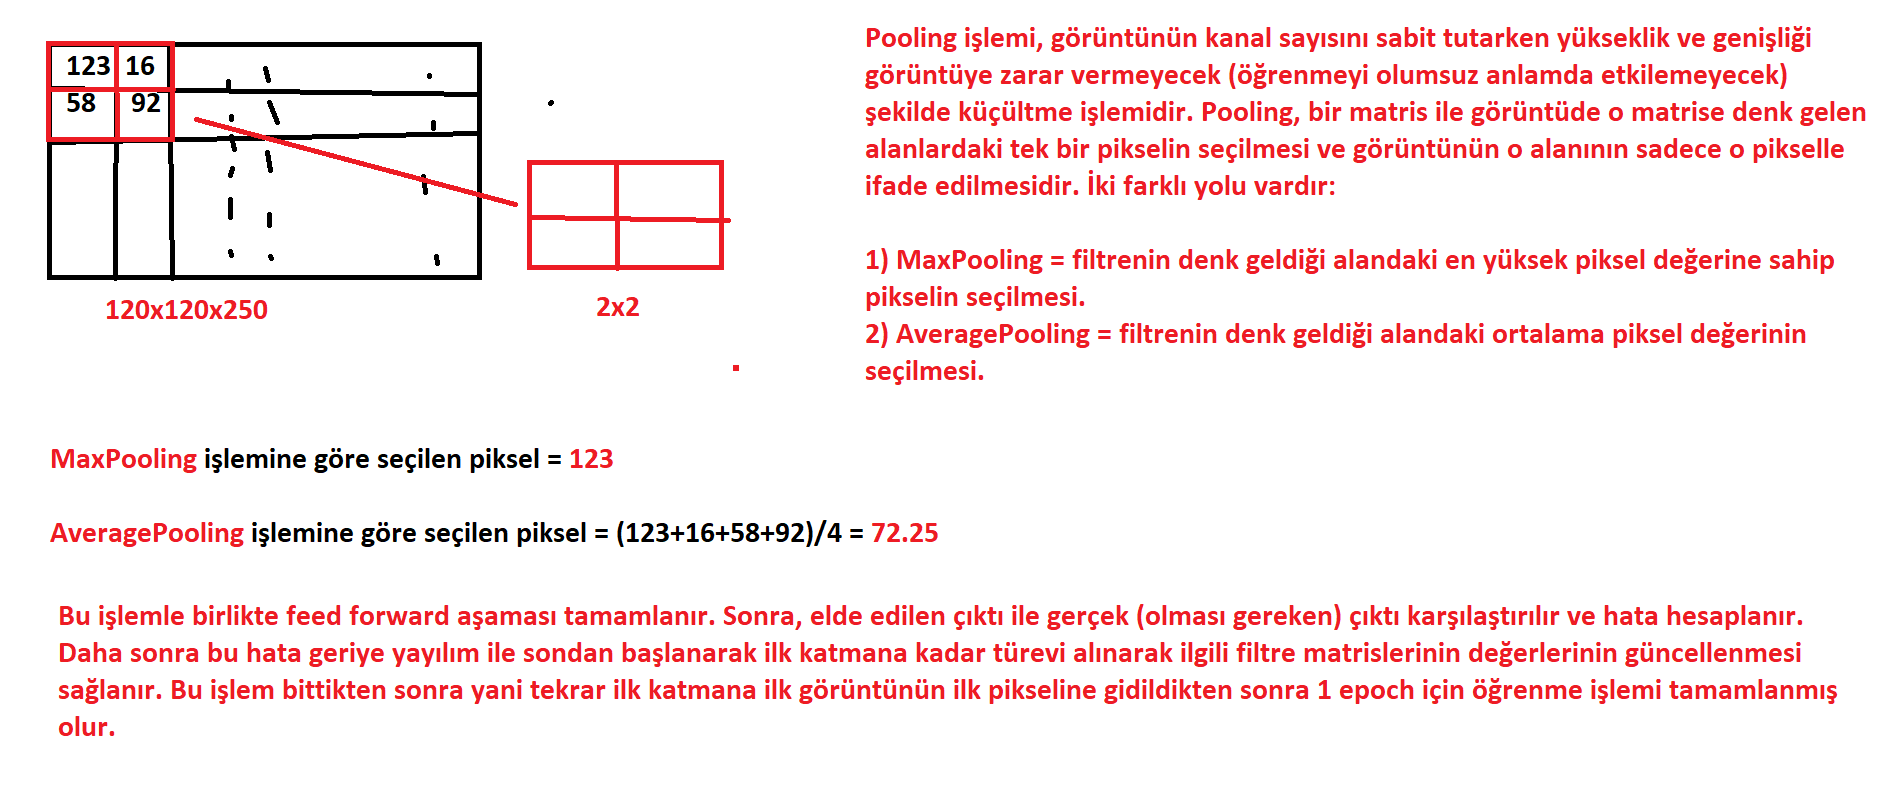 123 16
58 92
120x120x250
2x2
Pooling işlemi, görüntünün kanal sayısını sabit tutarken yükseklik ve genişliği
görüntüye zarar vermeyecek (öğrenmeyi olumsuz anlamda etkilemeyecek)
şekilde küçültme işlemidir. Pooling, bir matris ile görüntüde o matrise denk gelen
alanlardaki tek bir pikselin seçilmesi ve görüntünün o alanının sadece o pikselle
ifade edilmesidir. İki farklı yolu vardır:
1) MaxPooling = filtrenin denk geldiği alandaki en yüksek piksel değerine sahip
pikselin seçilmesi.
2) AveragePooling = filtrenin denk geldiği alandaki ortalama piksel değerinin
seçilmesi.
MaxPooling işlemine göre seçilen piksel = 123
AveragePooling işlemine göre seçilen piksel = (123+16+58+92)/4 = 72.25
Bu işlemle birlikte feed forward aşaması tamamlanır. Sonra, elde edilen çıktı ile gerçek (olması gereken) çıktı karşılaştırılır ve hata hesaplanır.
Daha sonra bu hata geriye yayılım ile sondan başlanarak ilk katmana kadar türevi alınarak ilgili filtre matrislerinin değerlerinin güncellenmesi
sağlanır. Bu işlem bittikten sonra yani tekrar ilk katmana ilk görüntünün ilk pikseline gidildikten sonra 1 epoch için öğrenme işlemi tamamlanmış
olur.